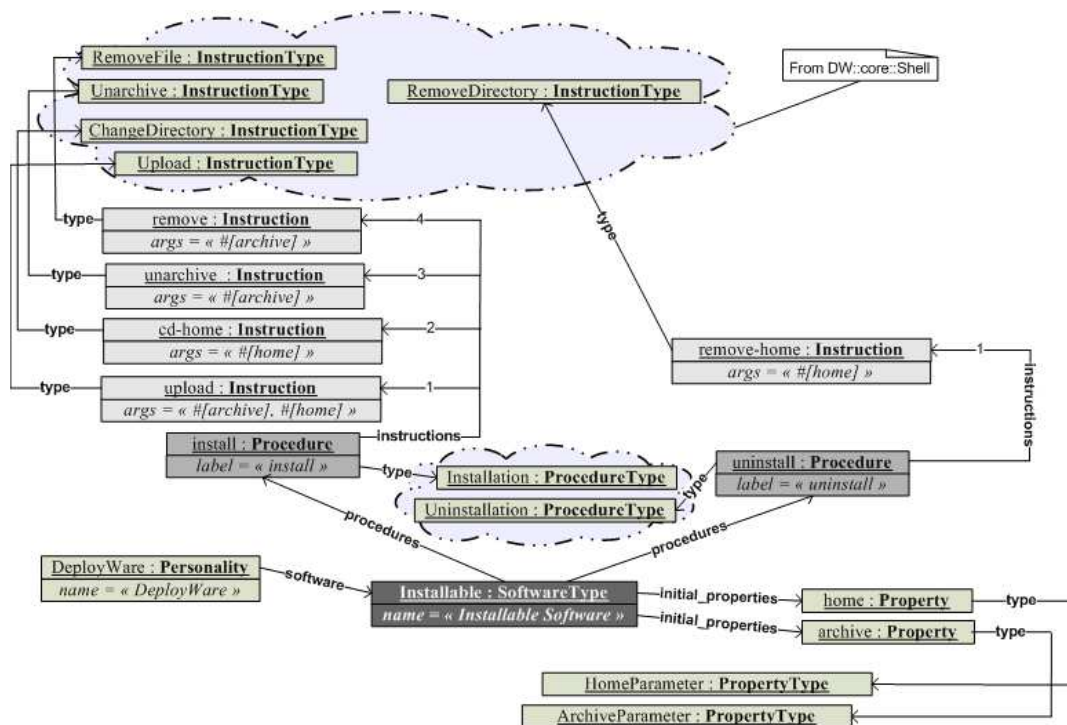 RemoveFile : InstructionType
From DW::core::Shell
Unarchive : InstructionType
RemoveDirectory : InstructionType
ChangeDirectory : InstructionType
Upload : InstructionType
type
remove : Instruction
args = « #[archive] »
4
type
type
unarchive : Instruction
args = « #[archive] »
3
type
cd-home : Instruction
args = « #[home] »
2
remove-home : Instruction
args = « #[home] »
1
instructions
type
upload : Instruction
args = « #[archive], #[home] »
1
instructions
install : Procedure
label = « install »
type
Installation : ProcedureType
Uninstallation : ProcedureType
type
uninstall : Procedure
label = « uninstall »
procedures
procedures
DeployWare : Personality
name = « DeployWare »
software
Installable : SoftwareType
name = « Installable Software »
initial_properties
home : Property
type
initial_properties
archive : Property
type
HomeParameter : PropertyType
ArchiveParameter : PropertyType